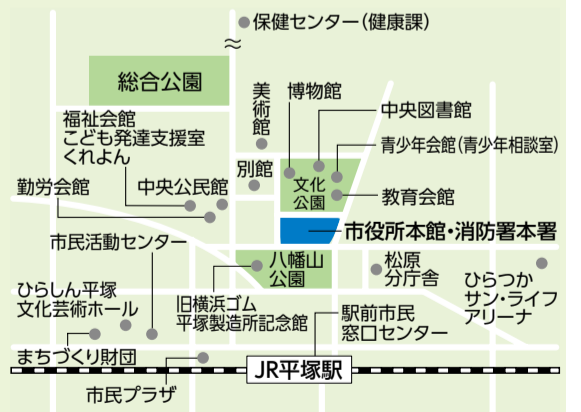 保健センター(健康課)
総合公園
美術館
博物館
中央図書館
福祉会館
こども発達支援室
くれよん
青少年会館(青少年相談室)
別館
文化
公園
勤労会館
中央公民館
教育会館
市役所本館・消防署本署
市民活動センター
八幡山
公園
松原
分庁舎
ひらつか
サン・ライフ
アリーナ
ひらしん平塚
文化芸術ホール
旧横浜ゴム
平塚製造所記念館
駅前市民
窓口センター
まちづくり財団
JR平塚駅
市民プラザ